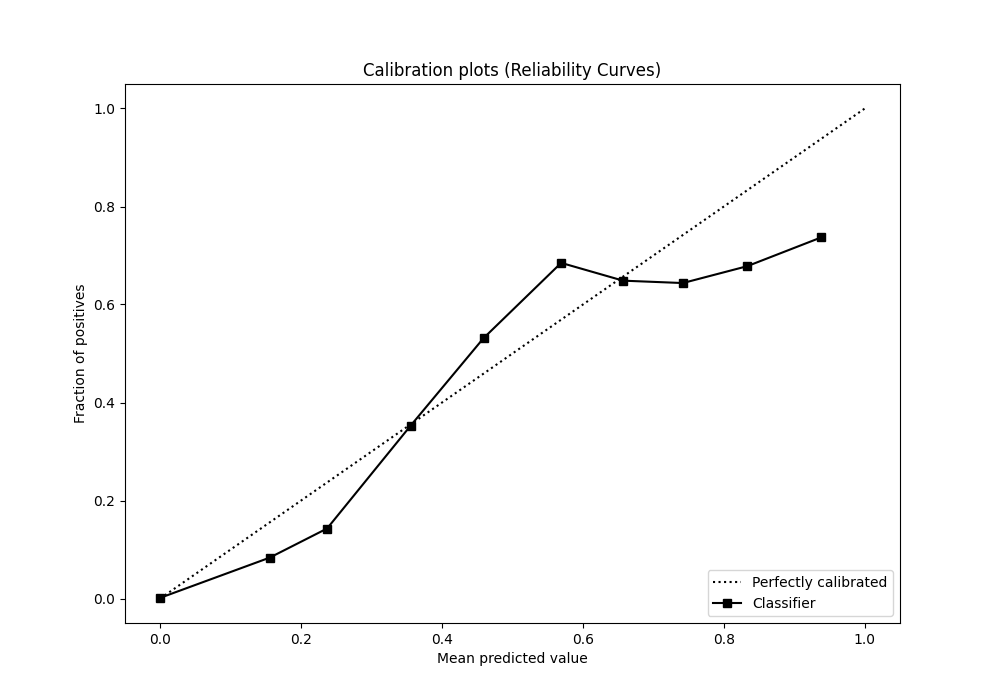 Calibration plots (Reliability Curves)
1.0
0.8
0.6
0.4
0.2
0.0
Fraction of positives
Perfectly calibrated
Classifier
0.0 0.2 0.4 0.6 0.8 1.0
Mean predicted value